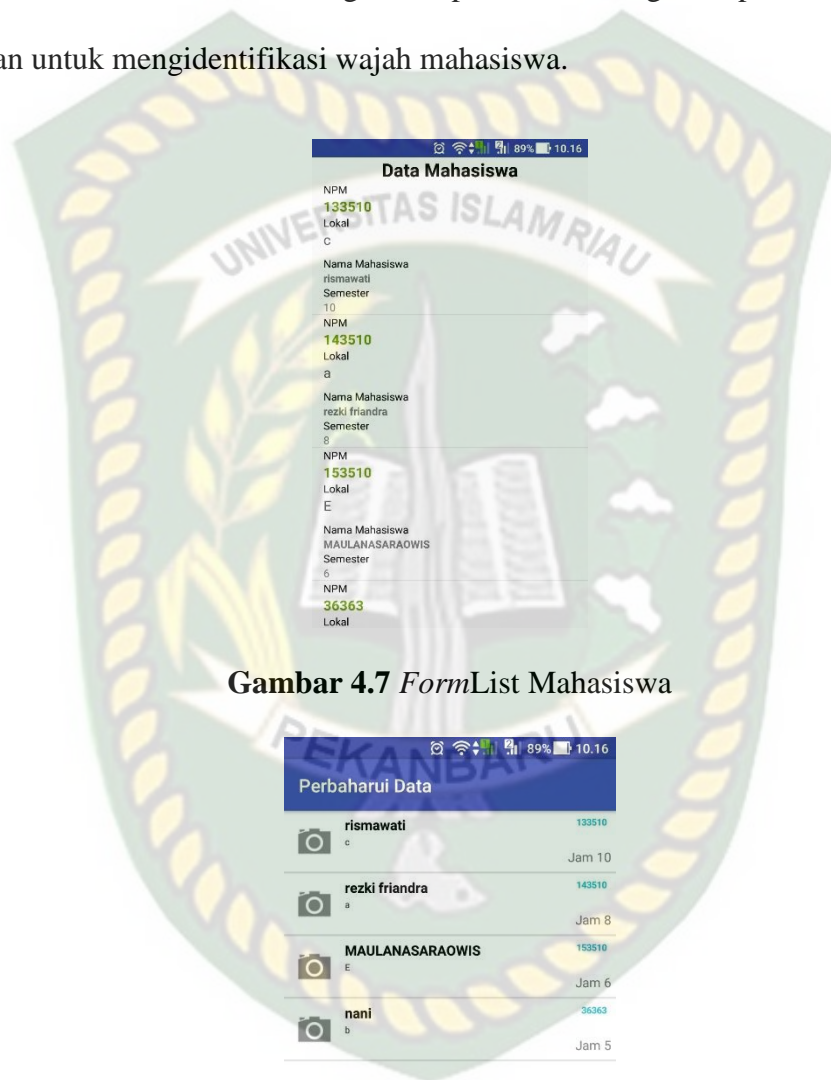 an untuk mengidentifikasi wajah mahasiswa.
UNIVERSITAS ISLAM RIAU
89% 10.16
Data Mahasiswa
NPM
133510
Lokal
c
Nama Mahasiswa
rismawati
Semester
10
NPM
143510
Lokal
a
Nama Mahasiswa
rezki friandra
Semester
8
NPM
153510
Lokal
E
Nama Mahasiswa
MAULANASARAOWIS
Semester
6
NPM
36363
Lokal
Gambar 4.7 FormList Mahasiswa
PEKANBARU
89% 10.16
Perbaharui Data
rismawati 133510
c
Jam 10
rezki friandra 143510
a
Jam 8
MAULANASARAOWIS 153510
E
Jam 6
nani 36363
b
Jam 5